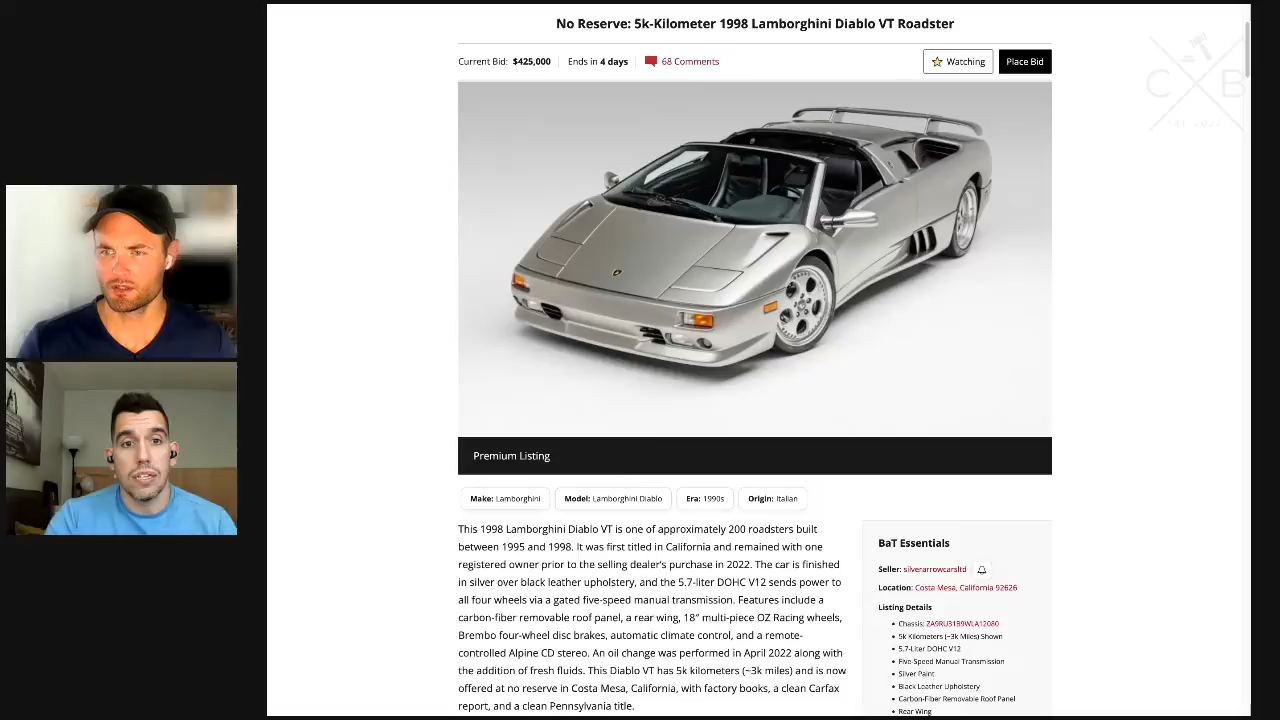 No Reserve: 5k-Kilometer 1998 Lamborghini Diablo VT Roadster
Current Bid: $425,000 Ends in 4 days 68 Comments Watching Place Bid
C B
Premium Listing
Make: Lamborghini Model: Lamborghini Diablo Era: 1990s Origin: Italian
This 1998 Lamborghini Diablo VT is one of approximately 200 roadsters built
between 1995 and 1998. It was first titled in California and remained with one
registered owner prior to the selling dealer's purchase in 2022. The car is finished
in silver over black leather upholstery, and the 5.7-liter DOHC V12 sends power to
all four wheels via a gated five-speed manual transmission. Features include a
carbon-fiber removable roof panel, a rear wing, 18″ multi-piece OZ Racing wheels,
Brembo four-wheel disc brakes, automatic climate control, and a remote-
controlled Alpine CD stereo. An oil change was performed in April 2022 along with
the addition of fresh fluids. This Diablo VT has 5k kilometers (~3k miles) and is now
offered at no reserve in Costa Mesa, California, with factory books, a clean Carfax
report, and a clean Pennsylvania title.
BaT Essentials
Seller: silverarrowcarsltd
Location: Costa Mesa, California 92626
Listing Details
Chassis: ZA9RU31B9WLA12080
5k Kilometers (~3k Miles) Shown
5.7-Liter DOHC V12
Five-Speed Manual Transmission
Silver Paint
Black Leather Upholstery
Carbon-Fiber Removable Roof Panel
Rear Wing